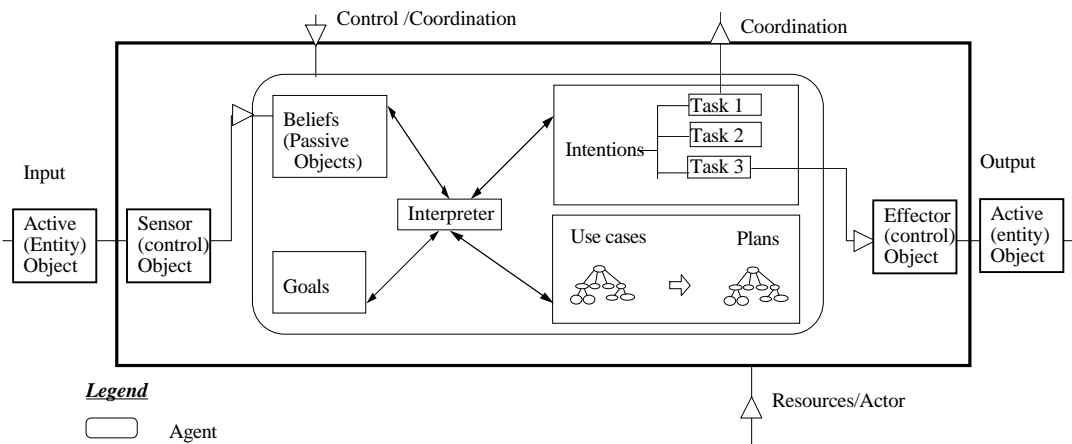 Control /Coordination
Coordination
Beliefs
(Passive
Objects)
Task 1
Task 2
Intentions
Task 3
Input
Output
Active
(Entity)
Object
Sensor
(control)
Object
Interpreter
Effector
(control)
Object
Active
(entity)
Object
Goals
Use cases
Plans
Legend
Resources/Actor
Agent